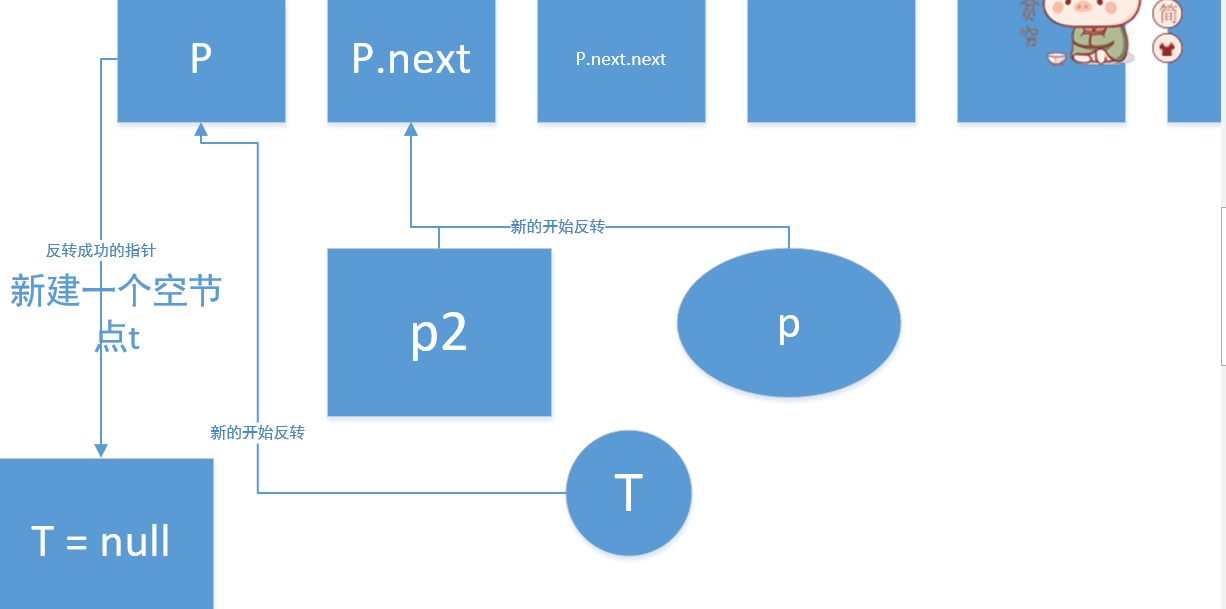 P
P.next
P.next.next
简
新的开始反转
反转成功的指针
新建一个空节
点t
p2
p
新的开始反转
T
T = null